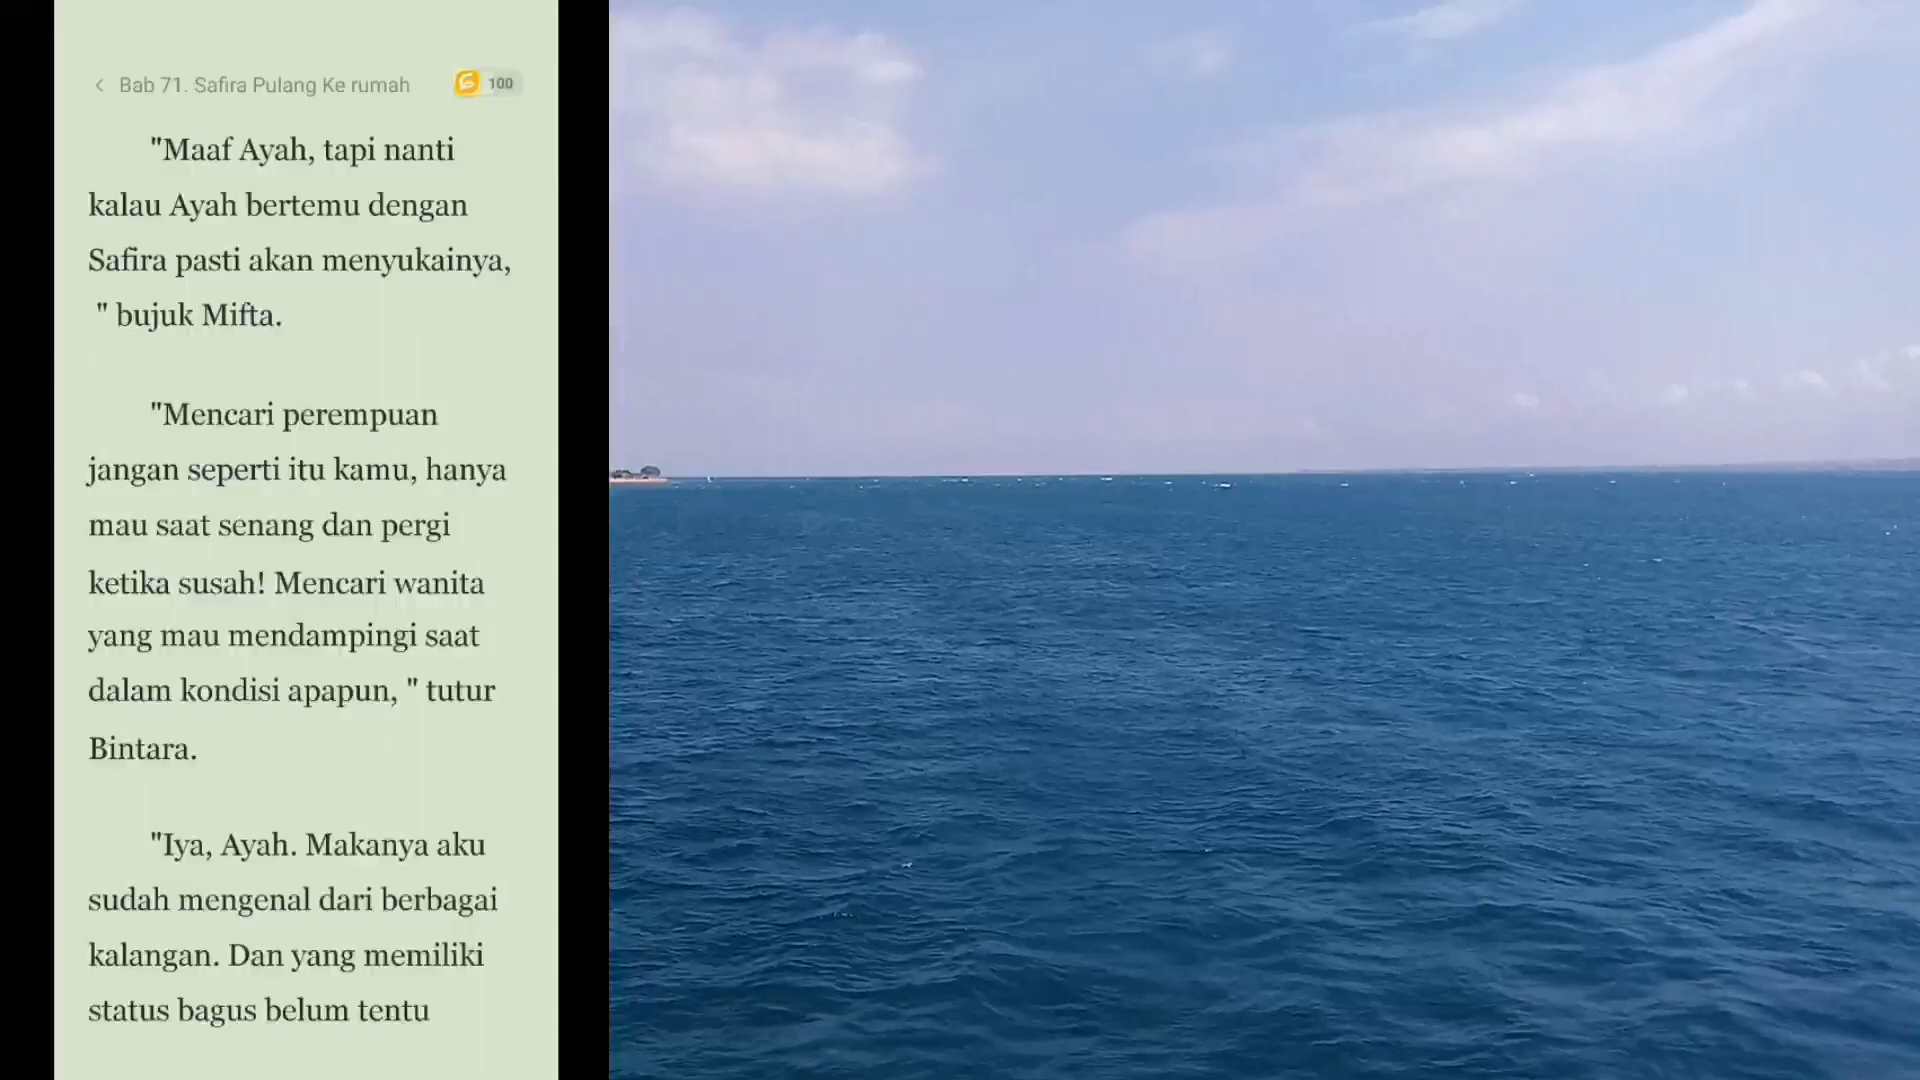 Bab 71. Safira Pulang Ke rumah
100
"Maaf Ayah, tapi nanti
kalau Ayah bertemu dengan
Safira pasti akan menyukainya,
" bujuk Mifta.
"Mencari perempuan
jangan seperti itu kamu, hanya
mau saat senang dan pergi
ketika susah! Mencari wanita
yang mau mendampingi saat
dalam kondisi apapun, " tutur
Bintara.
"Iya, Ayah. Makanya aku
sudah mengenal dari berbagai
kalangan. Dan yang memiliki
status bagus belum tentu